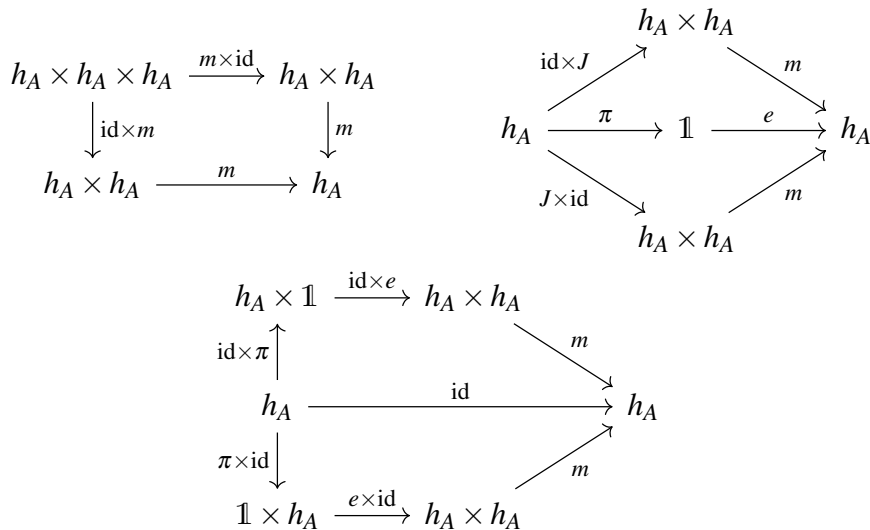 h_A × h_A × h_A m×id h_A × h_A
id×m m
h_A × h_A m h_A
h_A × h_A
id×J m
h_A π 𝟙 e h_A
J×id m
h_A × h_A
h_A × 𝟙 id×e h_A × h_A
id×π m
h_A id h_A
π×id m
𝟙 × h_A e×id h_A × h_A